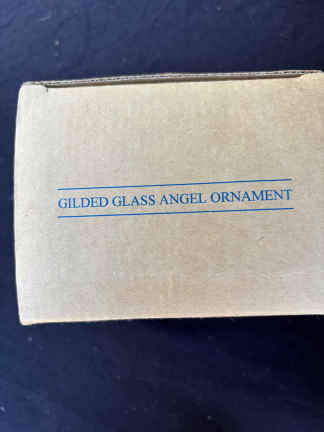 GILDED GLASS ANGEL ORNAMENT